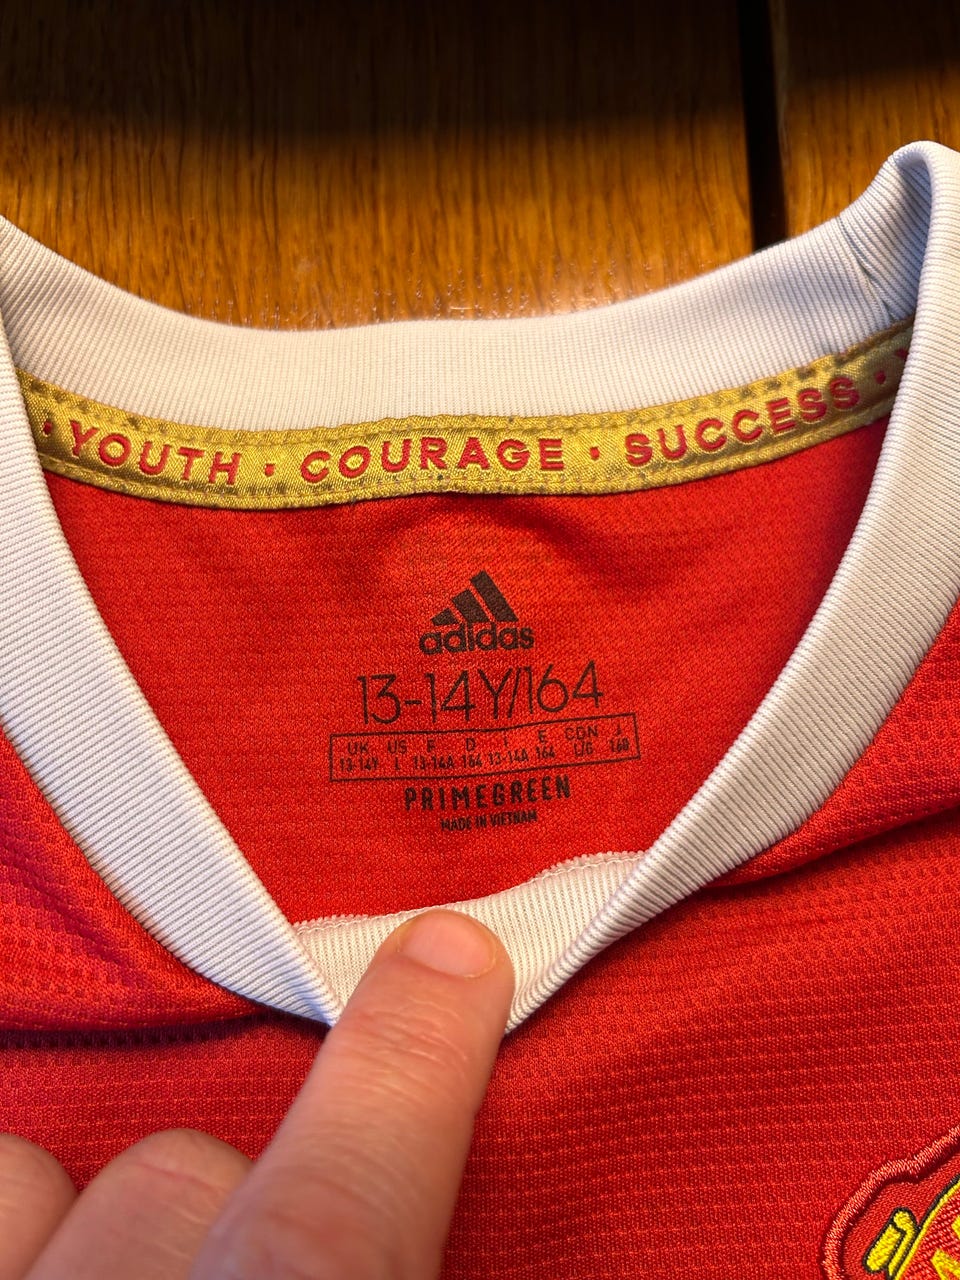 · YOUTH · COURAGE · SUCCESS ·
adidas
13-14Y/164
UK US F D I E CDN J
13-14Y L 13-14A 164 13-14A 164 L/G 160
PRIMEGREEN
MADE IN VIETNAM